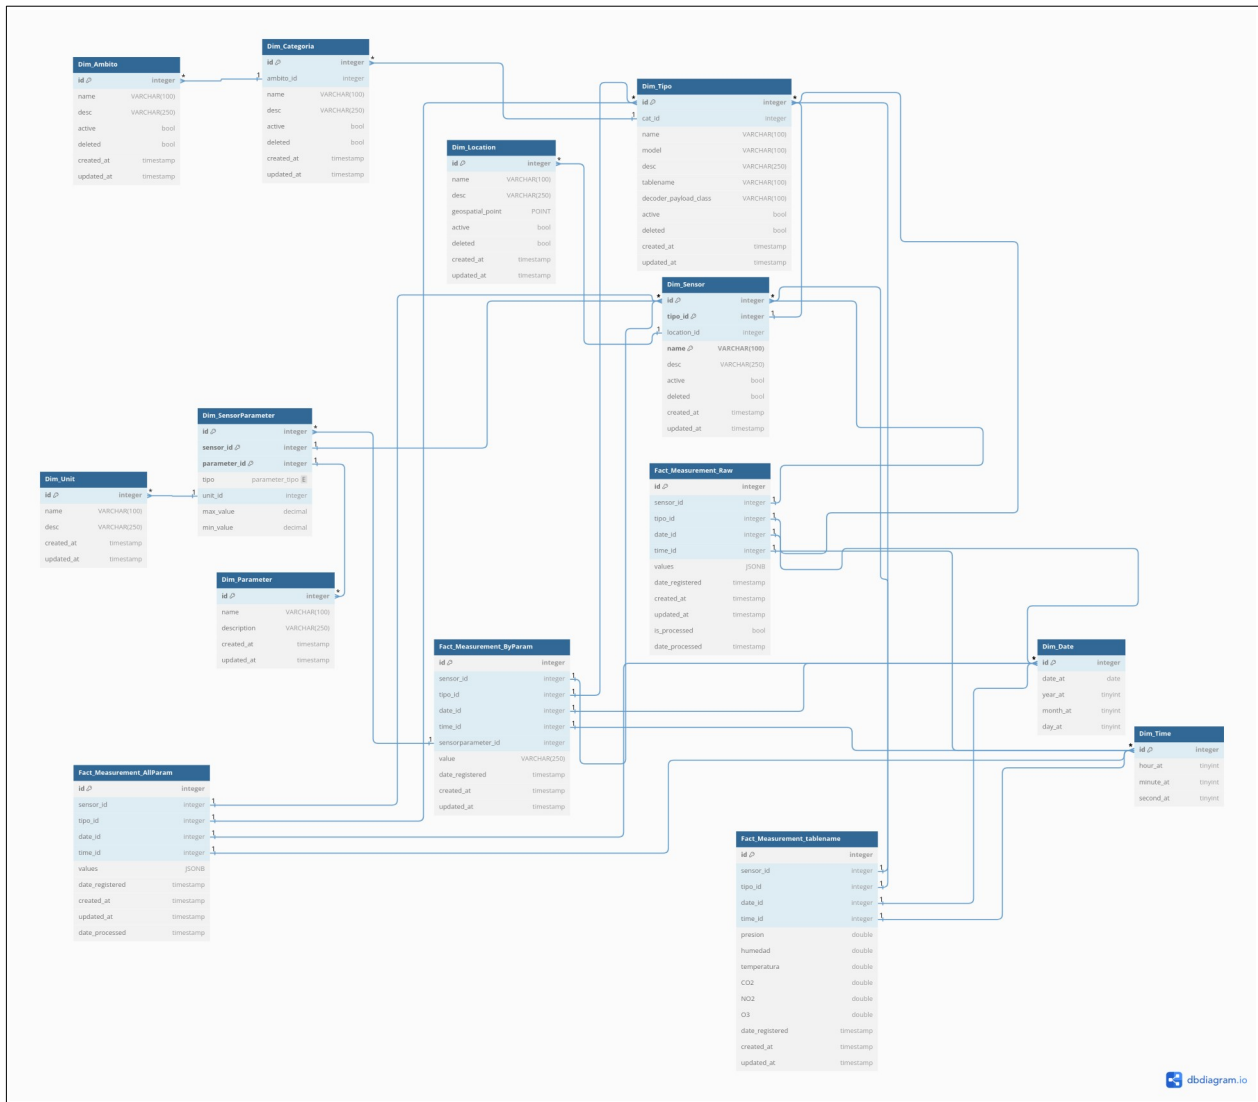 Dim_Ambito
id integer
name VARCHAR(100)
desc VARCHAR(250)
active bool
deleted bool
created_at timestamp
updated_at timestamp
Dim_Categoria
id integer
ambito_id integer
name VARCHAR(100)
desc VARCHAR(250)
active bool
deleted bool
created_at timestamp
updated_at timestamp
Dim_Tipo
id integer
cat_id integer
name VARCHAR(100)
model VARCHAR(100)
desc VARCHAR(250)
tablename VARCHAR(100)
decoder_payload_class VARCHAR(100)
active bool
deleted bool
created_at timestamp
updated_at timestamp
Dim_Location
id integer
name VARCHAR(100)
desc VARCHAR(250)
geospatial_point POINT
active bool
deleted bool
created_at timestamp
updated_at timestamp
Dim_Sensor
id integer
tipo_id integer
location_id integer
name VARCHAR(100)
desc VARCHAR(250)
active bool
deleted bool
created_at timestamp
updated_at timestamp
Dim_SensorParameter
id integer
sensor_id integer
parameter_id integer
tipo parameter_tipo E
unit_id integer
max_value decimal
min_value decimal
Dim_Unit
id integer
name VARCHAR(100)
desc VARCHAR(250)
created_at timestamp
updated_at timestamp
Dim_Parameter
id integer
name VARCHAR(100)
description VARCHAR(250)
created_at timestamp
updated_at timestamp
Fact_Measurement_Raw
id integer
sensor_id integer
tipo_id integer
date_id integer
time_id integer
values JSONB
date_registered timestamp
created_at timestamp
updated_at timestamp
is_processed bool
date_processed timestamp
Fact_Measurement_ByParam
id integer
sensor_id integer
tipo_id integer
date_id integer
time_id integer
sensorparameter_id integer
value VARCHAR(250)
date_registered timestamp
created_at timestamp
updated_at timestamp
Dim_Date
id integer
date_at date
year_at tinyint
month_at tinyint
day_at tinyint
Dim_Time
id integer
hour_at tinyint
minute_at tinyint
second_at tinyint
Fact_Measurement_AllParam
id integer
sensor_id integer
tipo_id integer
date_id integer
time_id integer
values JSONB
date_registered timestamp
created_at timestamp
updated_at timestamp
date_processed timestamp
Fact_Measurement_tablename
id integer
sensor_id integer
tipo_id integer
date_id integer
time_id integer
presion double
humedad double
temperatura double
CO2 double
NO2 double
O3 double
date_registered timestamp
created_at timestamp
updated_at timestamp
dbdiagram.io